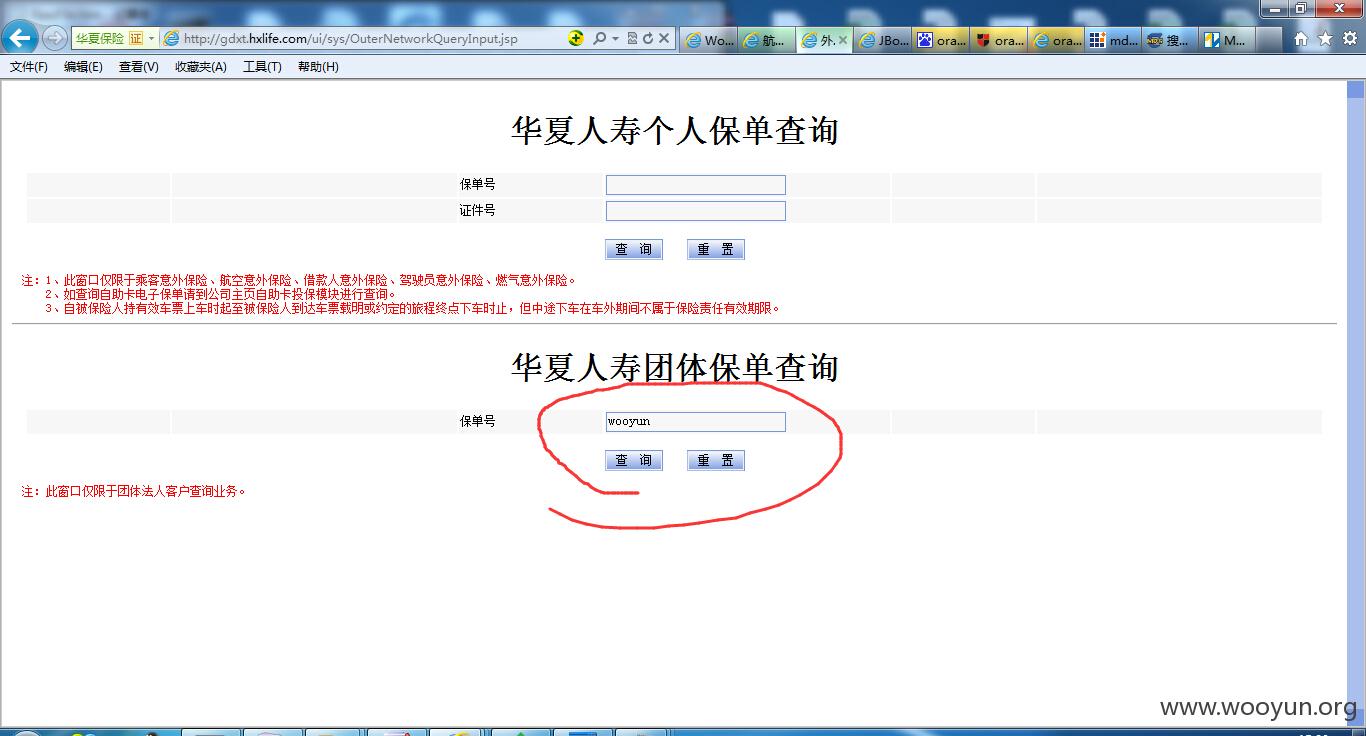 华夏保险 证 http://gdxt.hxlife.com/ui/sys/OuterNetworkQueryInput.jsp Wo... 航... 外... JBo... ora... ora... ora... md... 搜... M...
文件(F) 编辑(E) 查看(V) 收藏夹(A) 工具(T) 帮助(H)
华夏人寿个人保单查询
保单号
证件号
查 询 重 置
注：1、此窗口仅限于乘客意外保险、航空意外保险、借款人意外保险、驾驶员意外保险、燃气意外保险。
2、如查询自助卡电子保单请到公司主页自助卡投保模块进行查询。
3、自被保险人持有效车票上车时起至被保险人到达车票载明或约定的旅程终点下车时止，但中途下车在车外期间不属于保险责任有效期限。
华夏人寿团体保单查询
保单号 wooyun
查 询 重 置
注：此窗口仅限于团体法人客户查询业务。
www.wooyun.org